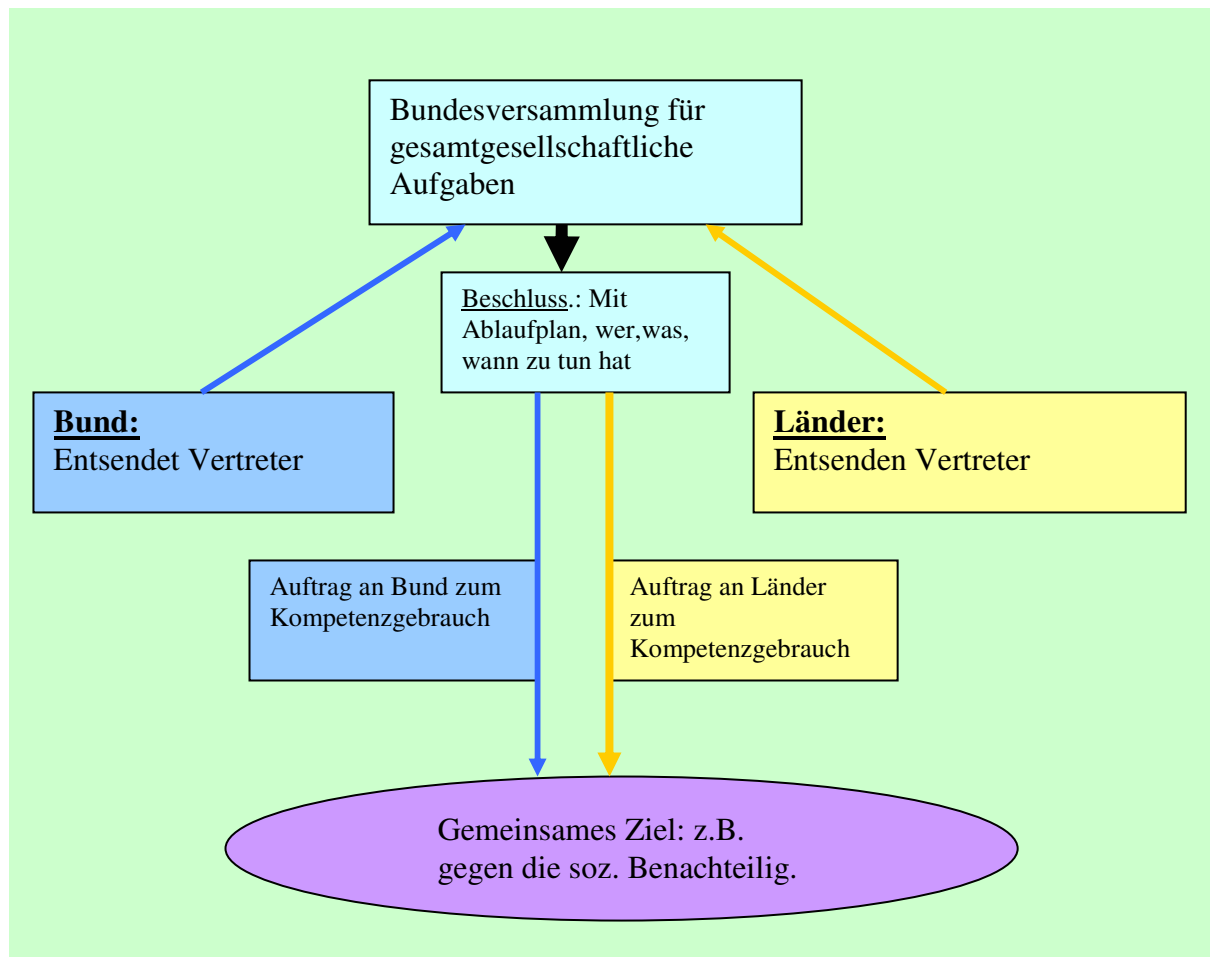 Bundesversammlung für
gesamtgesellschaftliche
Aufgaben
Beschluss.: Mit
Ablaufplan, wer,was,
wann zu tun hat
Bund:
Entsendet Vertreter
Länder:
Entsenden Vertreter
Auftrag an Bund zum
Kompetenzgebrauch
Auftrag an Länder
zum
Kompetenzgebrauch
Gemeinsames Ziel: z.B.
gegen die soz. Benachteilig.